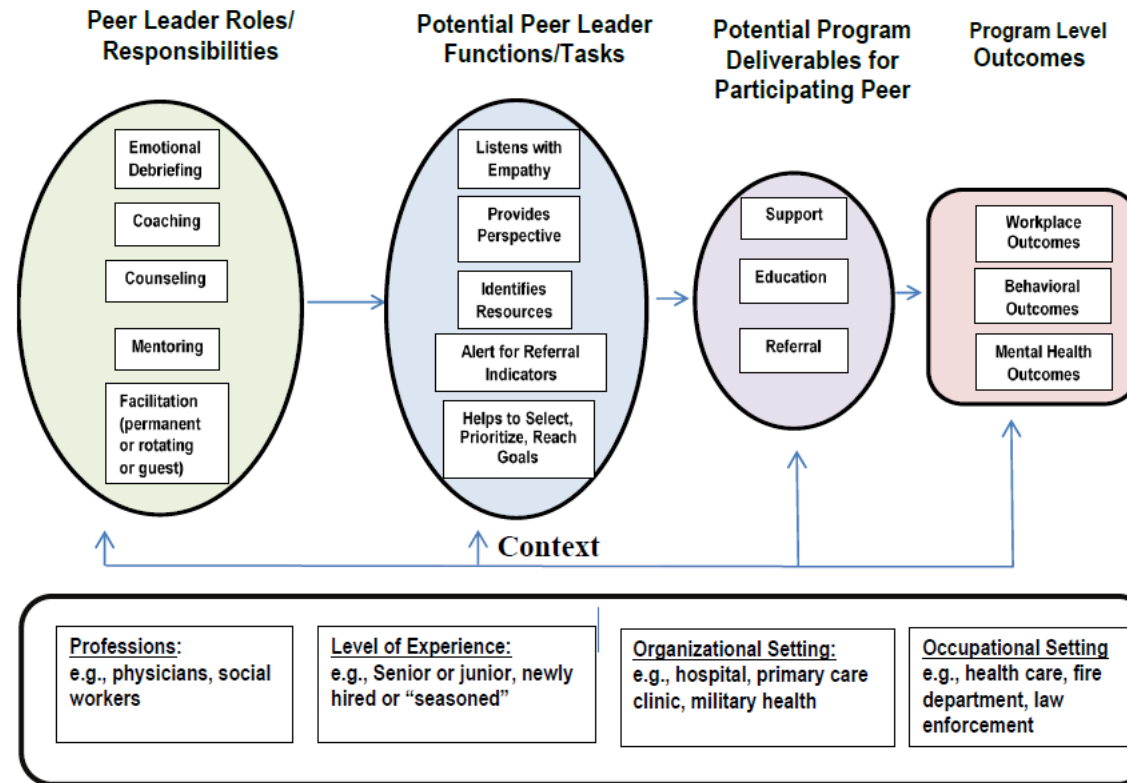 Peer Leader Roles/
Responsibilities
Potential Peer Leader
Functions/Tasks
Potential Program
Deliverables for
Participating Peer
Program Level
Outcomes
Emotional
Debriefing
Coaching
Counseling
Mentoring
Facilitation
(permanent
or rotating
or guest)
Listens with
Empathy
Provides
Perspective
Identifies
Resources
Alert for Referral
Indicators
Helps to Select,
Prioritize, Reach
Goals
Support
Education
Referral
Workplace
Outcomes
Behavioral
Outcomes
Mental Health
Outcomes
Context
Professions:
e.g., physicians, social
workers
Level of Experience:
e.g., Senior or junior, newly
hired or “seasoned”
Organizational Setting:
e.g., hospital, primary care
clinic, military health
Occupational Setting
e.g., health care, fire
department, law
enforcement